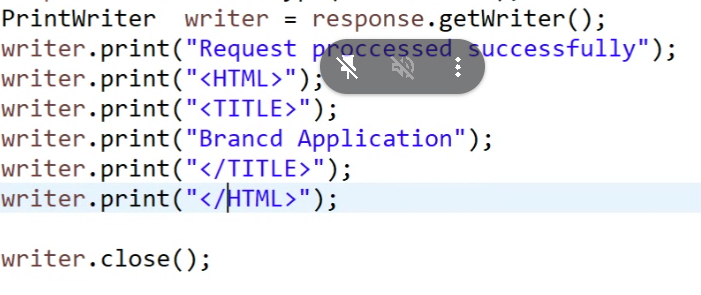 PrintWriter  writer = response.getWriter();
writer.print("Request proccessed successfully");
writer.print("<HTML>");
writer.print("<TITLE>");
writer.print("Brancd Application");
writer.print("</TITLE>");
writer.print("</HTML>");
writer.close();